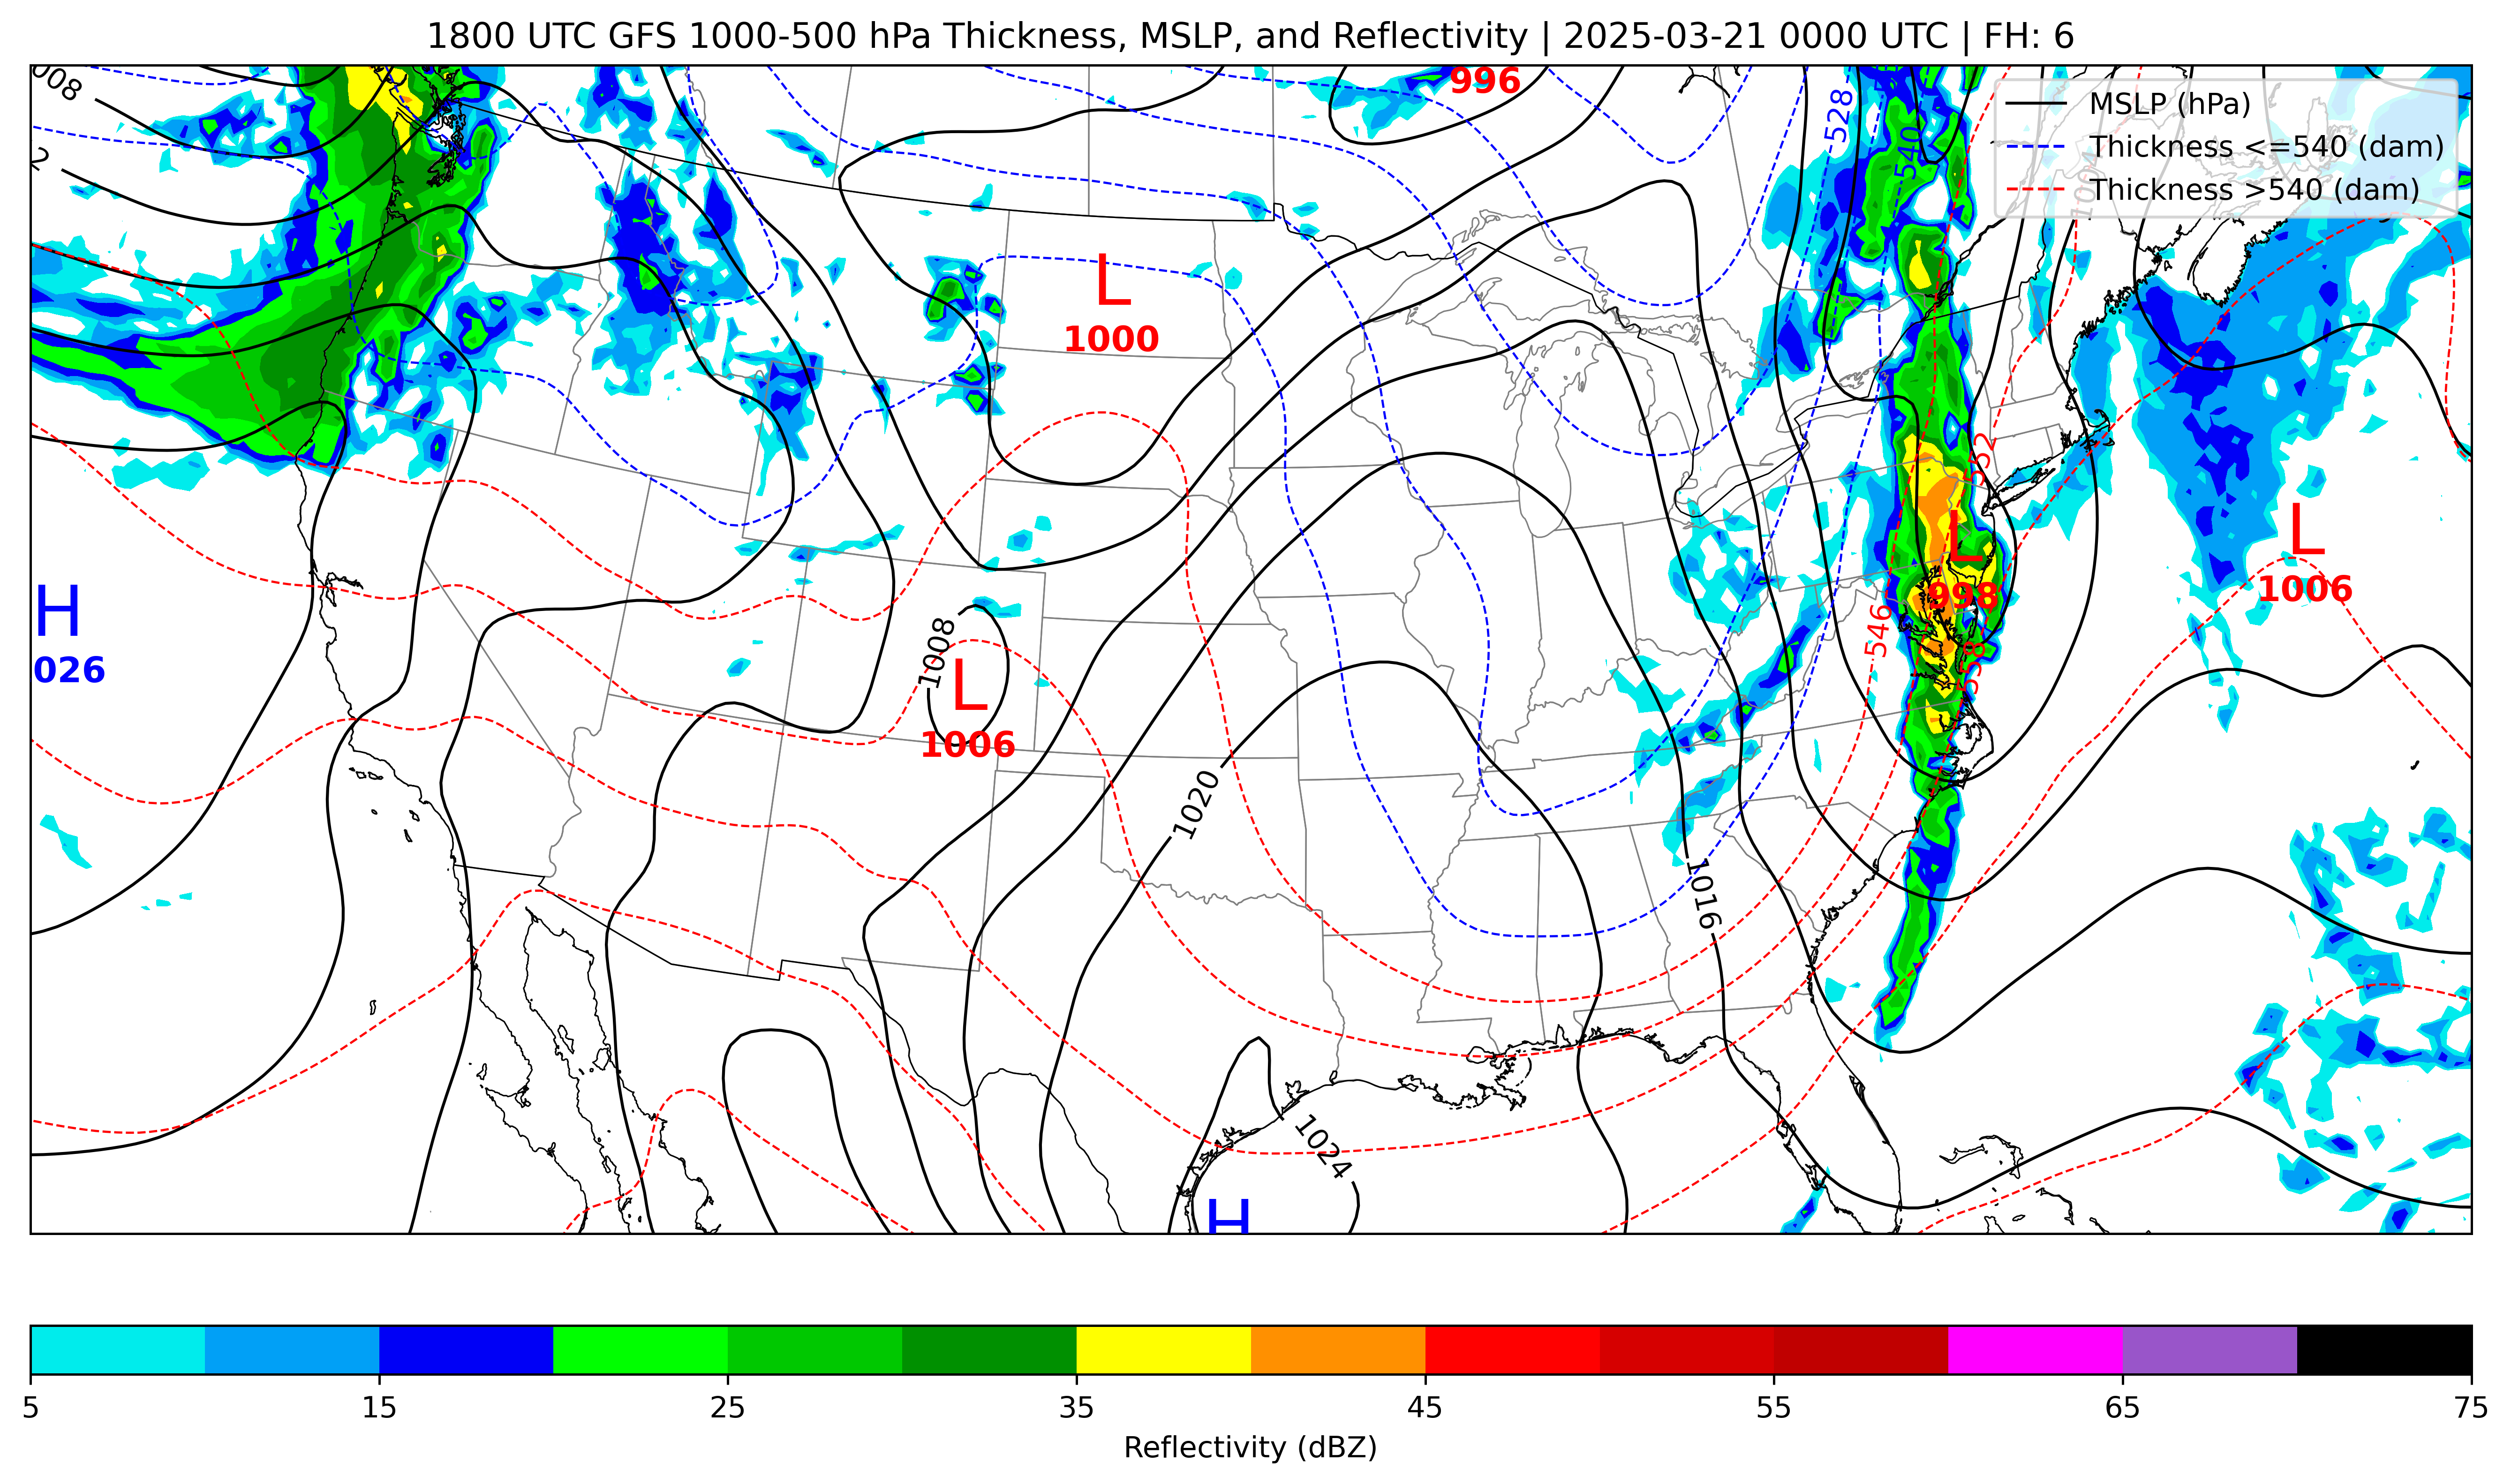 1800 UTC GFS 1000-500 hPa Thickness, MSLP, and Reflectivity | 2025-03-21 0000 UTC | FH: 6
008
996
528
MSLP (hPa)
540
Thickness <=540 (dam)
2
Thickness >540 (dam)
L
1000
552
L
L
998
1006
H
026
546
1008
558
L
1006
1020
1016
1024
H
5
15
25
35
45
55
65
75
Reflectivity (dBZ)